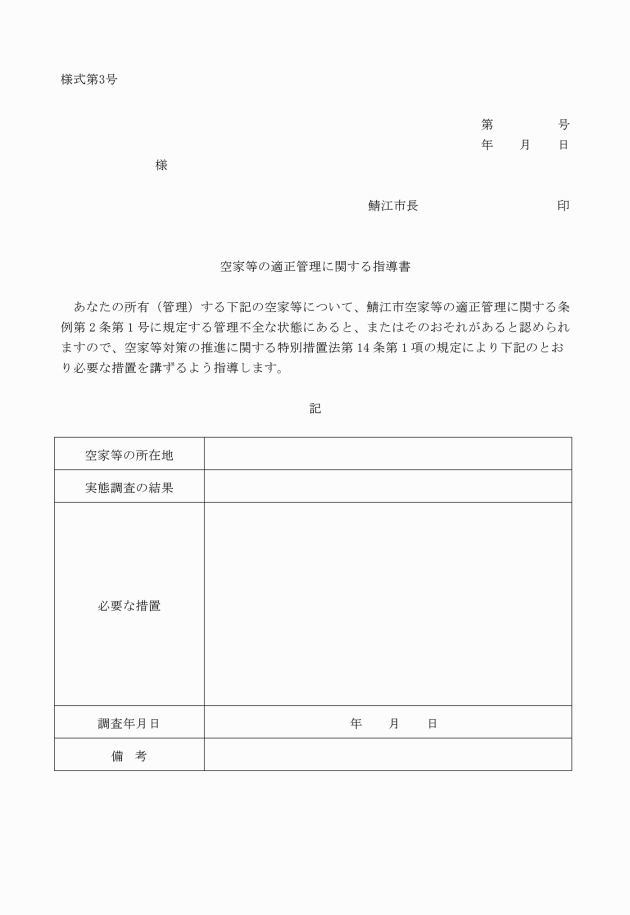 様式第3号
第　　　　　号
年　　月　　日
様
鯖江市長　　　　　　　　　　　印
空家等の適正管理に関する指導書
あなたの所有（管理）する下記の空家等について、鯖江市空家等の適正管理に関する条
例第２条第１号に規定する管理不全な状態にあると、またはそのおそれがあると認められ
ますので、空家等対策の推進に関する特別措置法第 14 条第１項の規定により下記のとお
り必要な措置を講ずるよう指導します。
記
空家等の所在地
実態調査の結果
必要な措置
調査年月日　　年　　月　　日
備　考